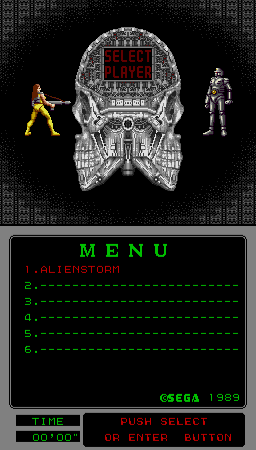 SELECT
PLAYER
MENU
1.ALIENSTORM
2.-------------------------
3.-------------------------
4.-------------------------
5.-------------------------
6.-------------------------
©SEGA 1989
TIME
00'00"
PUSH SELECT
OR ENTER BUTTON